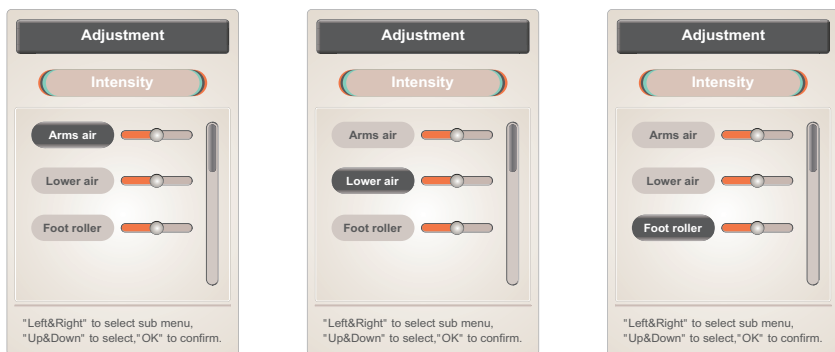 Adjustment
Intensity
Arms air
Lower air
Foot roller
"Left&Right" to select sub menu,
"Up&Down" to select,"OK" to confirm.
Adjustment
Intensity
Arms air
Lower air
Foot roller
"Left&Right" to select sub menu,
"Up&Down" to select,"OK" to confirm.
Adjustment
Intensity
Arms air
Lower air
Foot roller
"Left&Right" to select sub menu,
"Up&Down" to select,"OK" to confirm.